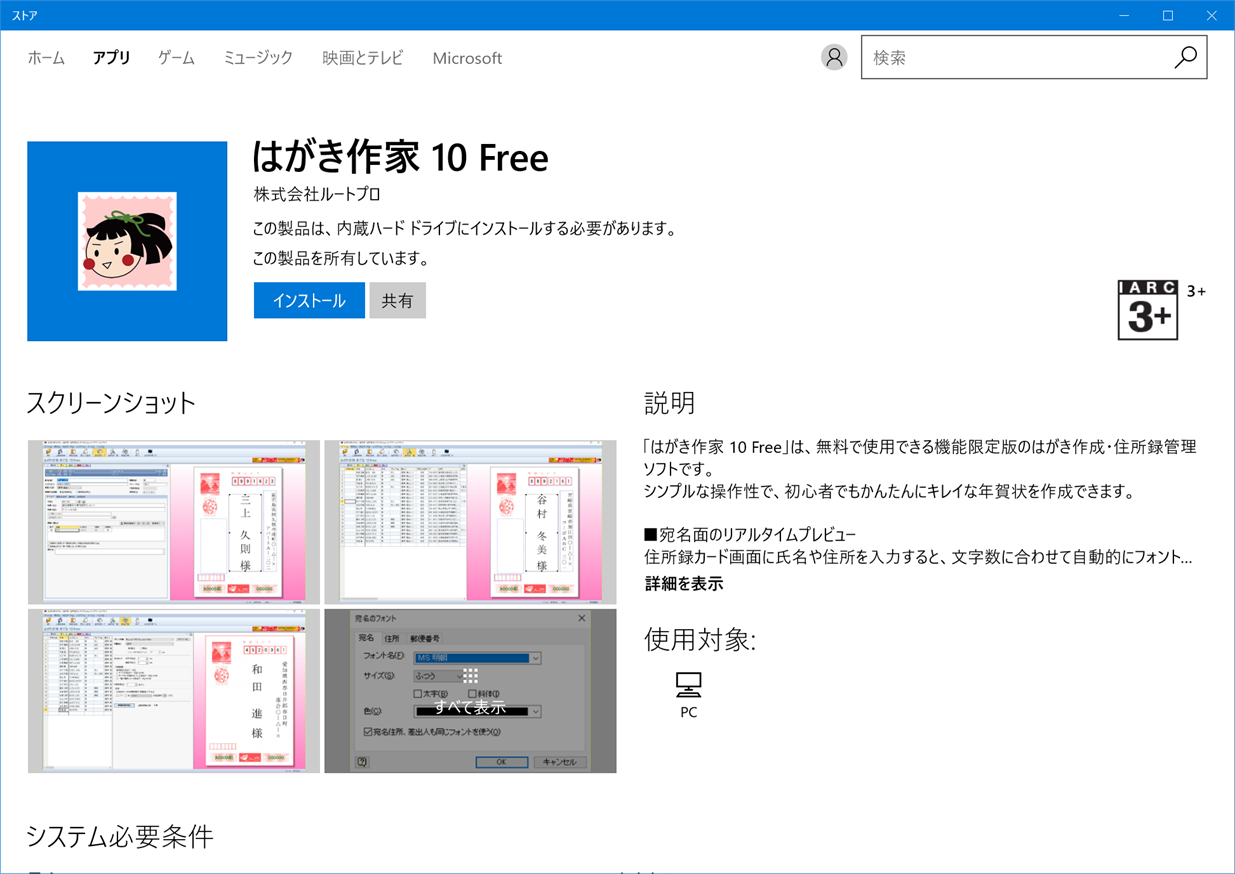 ストア
ホーム アプリ ゲーム ミュージック 映画とテレビ Microsoft
検索
はがき作家 10 Free
株式会社ルートプロ
この製品は、内蔵ハード ドライブにインストールする必要があります。
この製品を所有しています。
インストール 共有
IARC
3+
3+
スクリーンショット
三上 久則 様
谷村 冬美 様
和田 進 様
宛名のフォント
宛名 住所 郵便番号
フォント名(F) MS 明朝
サイズ(S) ふつう
太字(B) 斜体(I)
すべて表示
色(C)
宛名住所、差出人も同じフォントを使う(O)
OK キャンセル
説明
「はがき作家 10 Free」は、無料で使用できる機能限定版のはがき作成・住所録管理
ソフトです。
シンプルな操作性で、初心者でもかんたんにキレイな年賀状を作成できます。
■宛名面のリアルタイムプレビュー
住所録カード画面に氏名や住所を入力すると、文字数に合わせて自動的にフォント...
詳細を表示
使用対象:
PC
システム必要条件